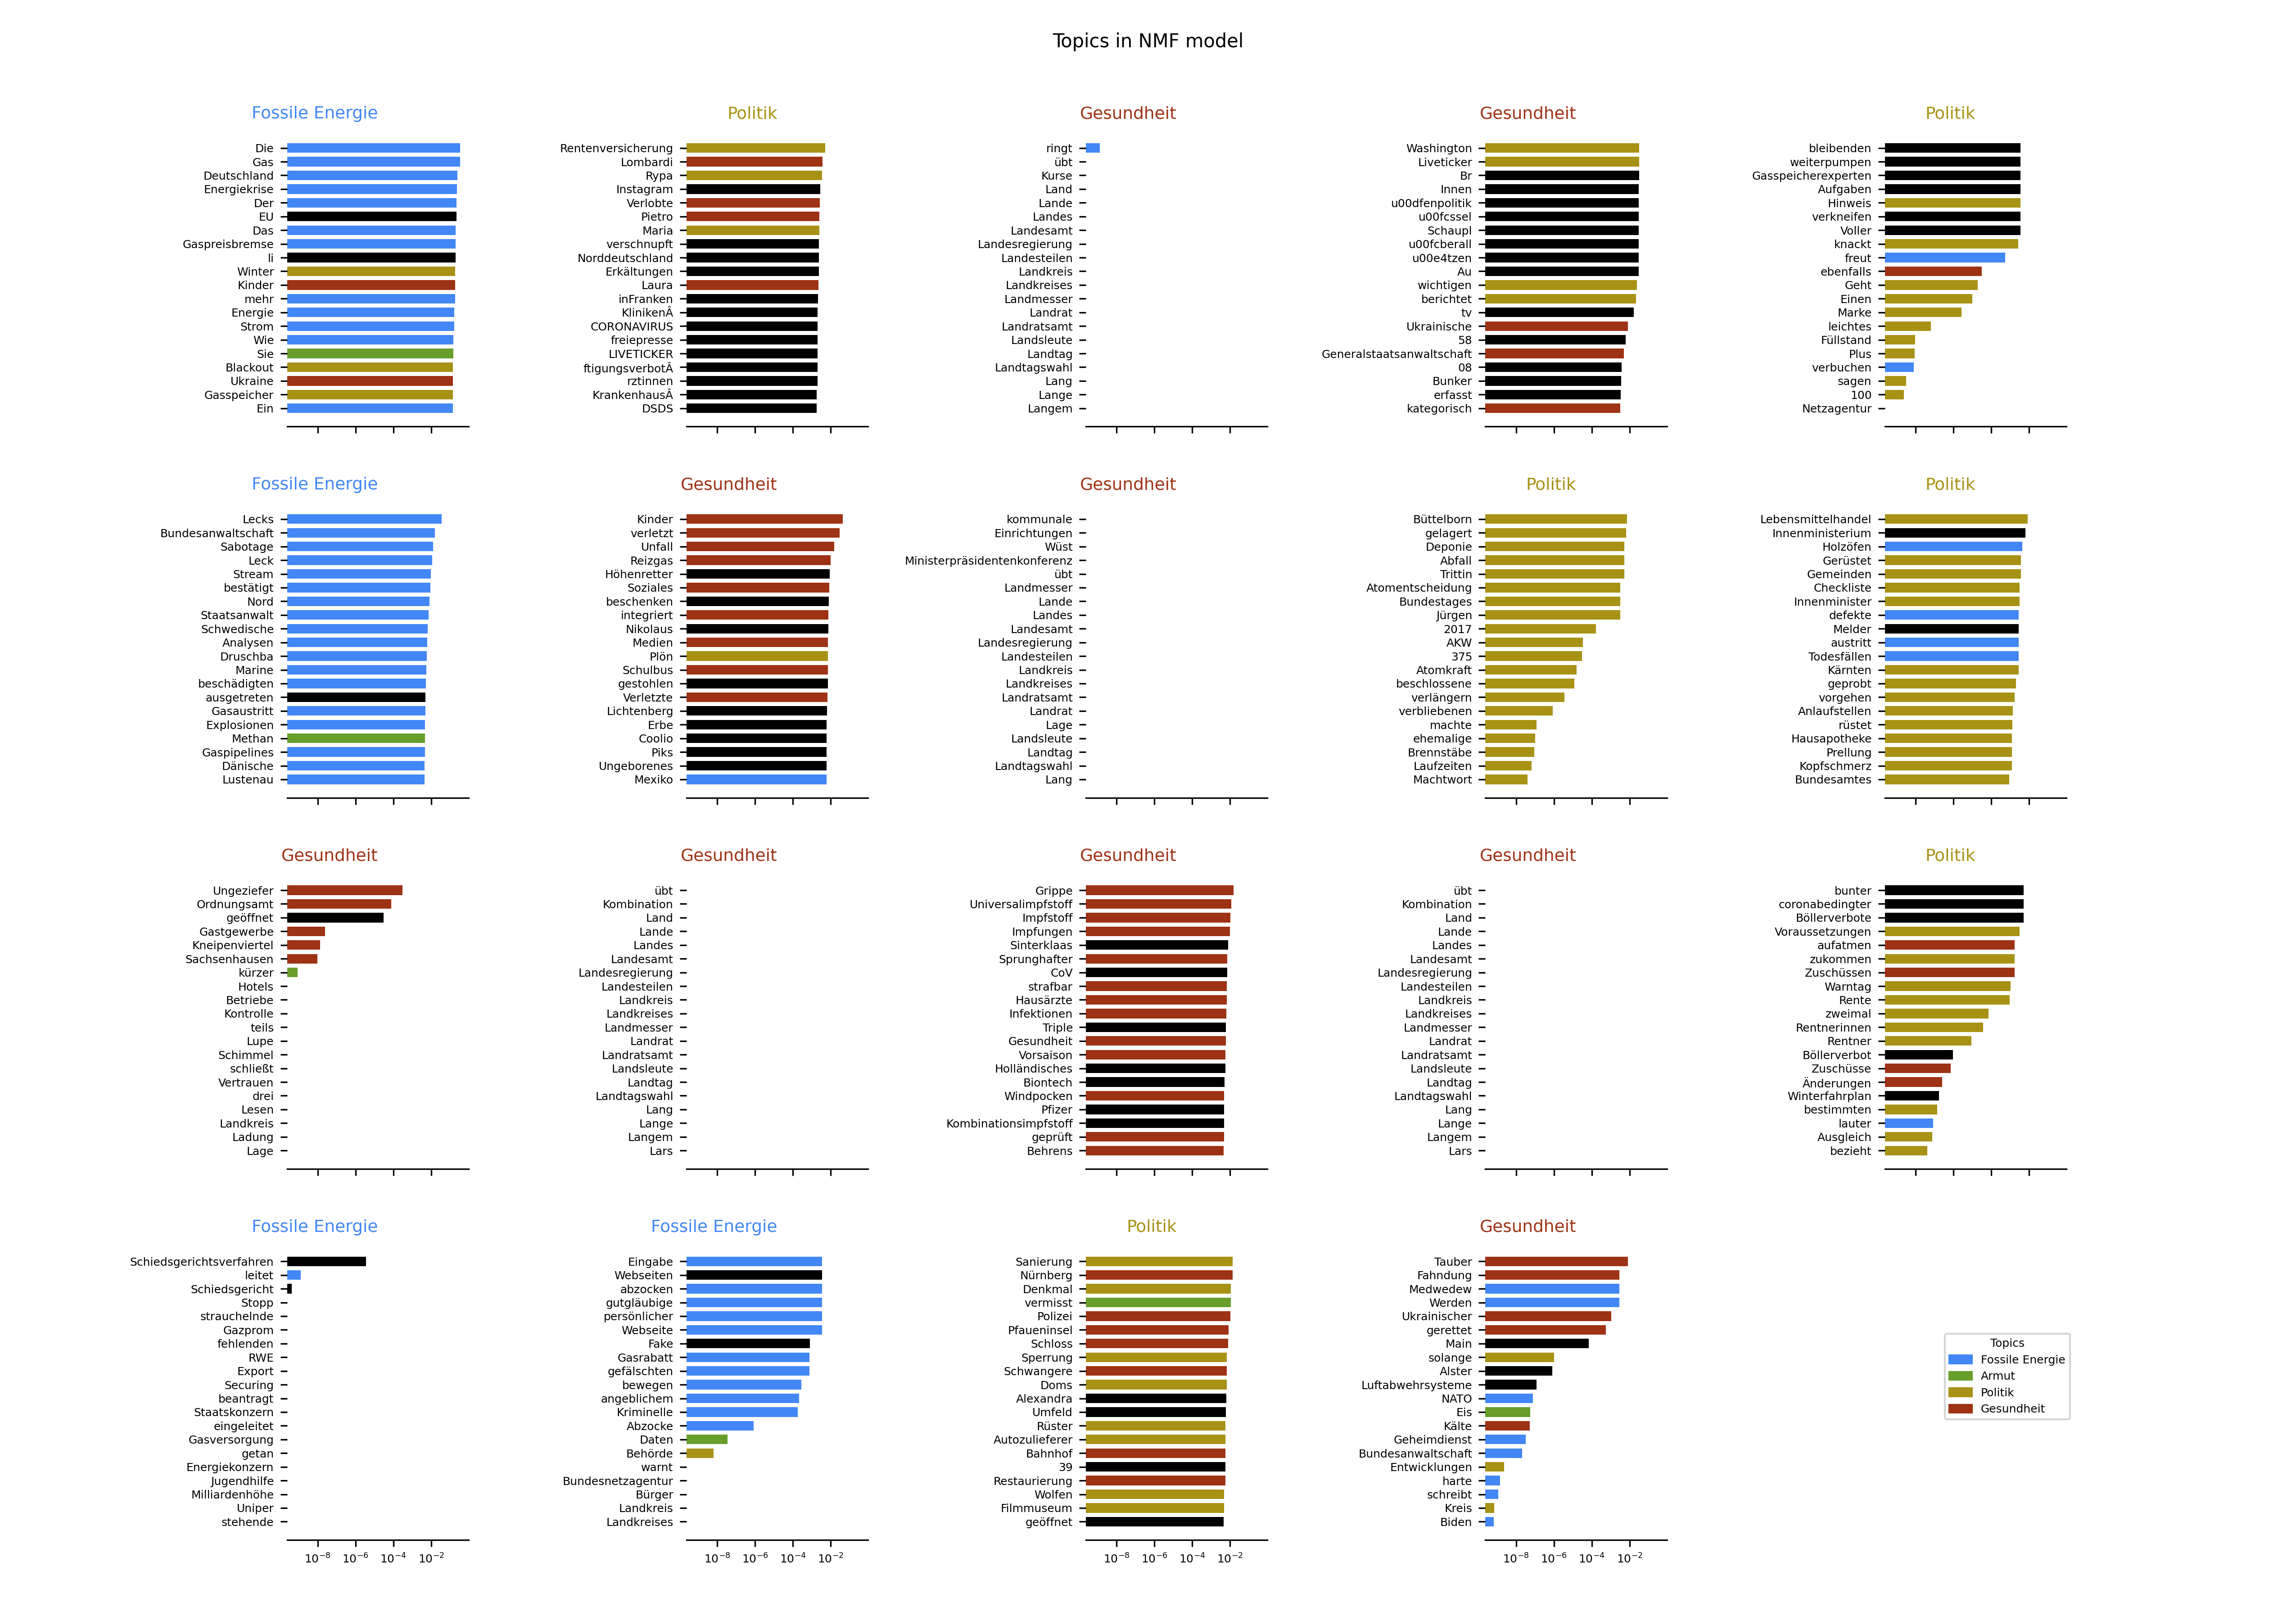 Topics in NMF model
Fossile Energie
Die
Gas
Deutschland
Energiekrise
Der
EU
Das
Gaspreisbremse
li
Winter
Kinder
mehr
Energie
Strom
Wie
Sie
Blackout
Ukraine
Gasspeicher
Ein
Politik
Rentenversicherung
Lombardi
Rypa
Instagram
Verlobte
Pietro
Maria
verschnupft
Norddeutschland
Erkältungen
Laura
inFranken
KlinikenÂ
CORONAVIRUS
freiepresse
LIVETICKER
ftigungsverbotÂ
rztinnen
KrankenhausÂ
DSDS
Gesundheit
ringt
übt
Kurse
Land
Lande
Landes
Landesamt
Landesregierung
Landesteilen
Landkreis
Landkreises
Landmesser
Landrat
Landratsamt
Landsleute
Landtag
Landtagswahl
Lang
Lange
Langem
Gesundheit
Washington
Liveticker
Br
Innen
u00dfenpolitik
u00fcssel
Schaupl
u00fcberall
u00e4tzen
Au
wichtigen
berichtet
tv
Ukrainische
58
Generalstaatsanwaltschaft
08
Bunker
erfasst
kategorisch
Politik
bleibenden
weiterpumpen
Gasspeicherexperten
Aufgaben
Hinweis
verkneifen
Voller
knackt
freut
ebenfalls
Geht
Einen
Marke
leichtes
Füllstand
Plus
verbuchen
sagen
100
Netzagentur
Fossile Energie
Lecks
Bundesanwaltschaft
Sabotage
Leck
Stream
bestätigt
Nord
Staatsanwalt
Schwedische
Analysen
Druschba
Marine
beschädigten
ausgetreten
Gasaustritt
Explosionen
Methan
Gaspipelines
Dänische
Lustenau
Gesundheit
Kinder
verletzt
Unfall
Reizgas
Höhenretter
Soziales
beschenken
integriert
Nikolaus
Medien
Plön
Schulbus
gestohlen
Verletzte
Lichtenberg
Erbe
Coolio
Piks
Ungeborenes
Mexiko
Gesundheit
kommunale
Einrichtungen
Wüst
Ministerpräsidentenkonferenz
übt
Landmesser
Lande
Landes
Landesamt
Landesregierung
Landesteilen
Landkreis
Landkreises
Landratsamt
Landrat
Lage
Landsleute
Landtag
Landtagswahl
Lang
Politik
Büttelborn
gelagert
Deponie
Abfall
Trittin
Atomentscheidung
Bundestages
Jürgen
2017
AKW
375
Atomkraft
beschlossene
verlängern
verbliebenen
machte
ehemalige
Brennstäbe
Laufzeiten
Machtwort
Politik
Lebensmittelhandel
Innenministerium
Holzöfen
Gerüstet
Gemeinden
Checkliste
Innenminister
defekte
Melder
austritt
Todesfällen
Kärnten
geprobt
vorgehen
Anlaufstellen
rüstet
Hausapotheke
Prellung
Kopfschmerz
Bundesamtes
Gesundheit
Ungeziefer
Ordnungsamt
geöffnet
Gastgewerbe
Kneipenviertel
Sachsenhausen
kürzer
Hotels
Betriebe
Kontrolle
teils
Lupe
Schimmel
schließt
Vertrauen
drei
Lesen
Landkreis
Ladung
Lage
Gesundheit
übt
Kombination
Land
Lande
Landes
Landesamt
Landesregierung
Landesteilen
Landkreis
Landkreises
Landmesser
Landrat
Landratsamt
Landsleute
Landtag
Landtagswahl
Lang
Lange
Langem
Lars
Gesundheit
Grippe
Universalimpfstoff
Impfstoff
Impfungen
Sinterklaas
Sprunghafter
CoV
strafbar
Hausärzte
Infektionen
Triple
Gesundheit
Vorsaison
Holländisches
Biontech
Windpocken
Pfizer
Kombinationsimpfstoff
geprüft
Behrens
Gesundheit
übt
Kombination
Land
Lande
Landes
Landesamt
Landesregierung
Landesteilen
Landkreis
Landkreises
Landmesser
Landrat
Landratsamt
Landsleute
Landtag
Landtagswahl
Lang
Lange
Langem
Lars
Politik
bunter
coronabedingter
Böllerverbote
Voraussetzungen
aufatmen
zukommen
Zuschüssen
Warntag
Rente
zweimal
Rentnerinnen
Rentner
Böllerverbot
Zuschüsse
Änderungen
Winterfahrplan
bestimmten
lauter
Ausgleich
bezieht
Fossile Energie
Schiedsgerichtsverfahren
leitet
Schiedsgericht
Stopp
strauchelnde
Gazprom
fehlenden
RWE
Export
Securing
beantragt
Staatskonzern
eingeleitet
Gasversorgung
getan
Energiekonzern
Jugendhilfe
Milliardenhöhe
Uniper
stehende
10⁻⁸ 10⁻⁶ 10⁻⁴ 10⁻²
Fossile Energie
Eingabe
Webseiten
abzocken
gutgläubige
persönlicher
Webseite
Fake
Gasrabatt
gefälschten
bewegen
angeblichem
Kriminelle
Abzocke
Daten
Behörde
warnt
Bundesnetzagentur
Bürger
Landkreis
Landkreises
10⁻⁸ 10⁻⁶ 10⁻⁴ 10⁻²
Politik
Sanierung
Nürnberg
Denkmal
vermisst
Polizei
Pfaueninsel
Schloss
Sperrung
Schwangere
Doms
Alexandra
Umfeld
Rüster
Autozulieferer
Bahnhof
39
Restaurierung
Wolfen
Filmmuseum
geöffnet
10⁻⁸ 10⁻⁶ 10⁻⁴ 10⁻²
Gesundheit
Tauber
Fahndung
Medwedew
Werden
Ukrainischer
gerettet
Main
solange
Alster
Luftabwehrsysteme
NATO
Eis
Kälte
Geheimdienst
Bundesanwaltschaft
Entwicklungen
harte
schreibt
Kreis
Biden
10⁻⁸ 10⁻⁶ 10⁻⁴ 10⁻²
Topics
Fossile Energie
Armut
Politik
Gesundheit